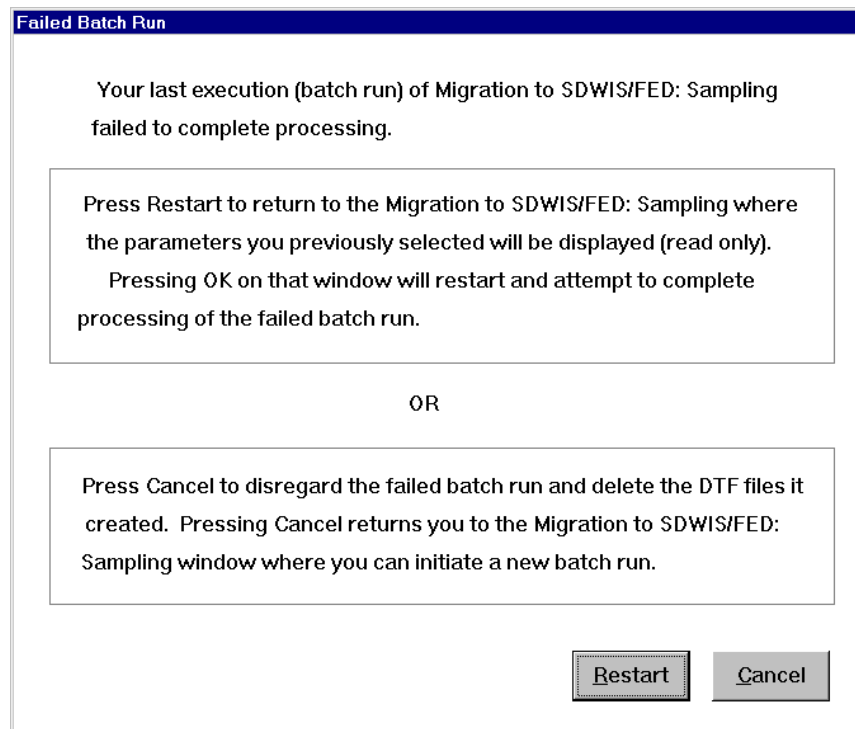 Failed Batch Run
Your last execution (batch run) of Migration to SDWIS/FED: Sampling
failed to complete processing.
Press Restart to return to the Migration to SDWIS/FED: Sampling where
the parameters you previously selected will be displayed (read only).
Pressing OK on that window will restart and attempt to complete
processing of the failed batch run.
OR
Press Cancel to disregard the failed batch run and delete the DTF files it
created.  Pressing Cancel returns you to the Migration to SDWIS/FED:
Sampling window where you can initiate a new batch run.
Restart
Cancel